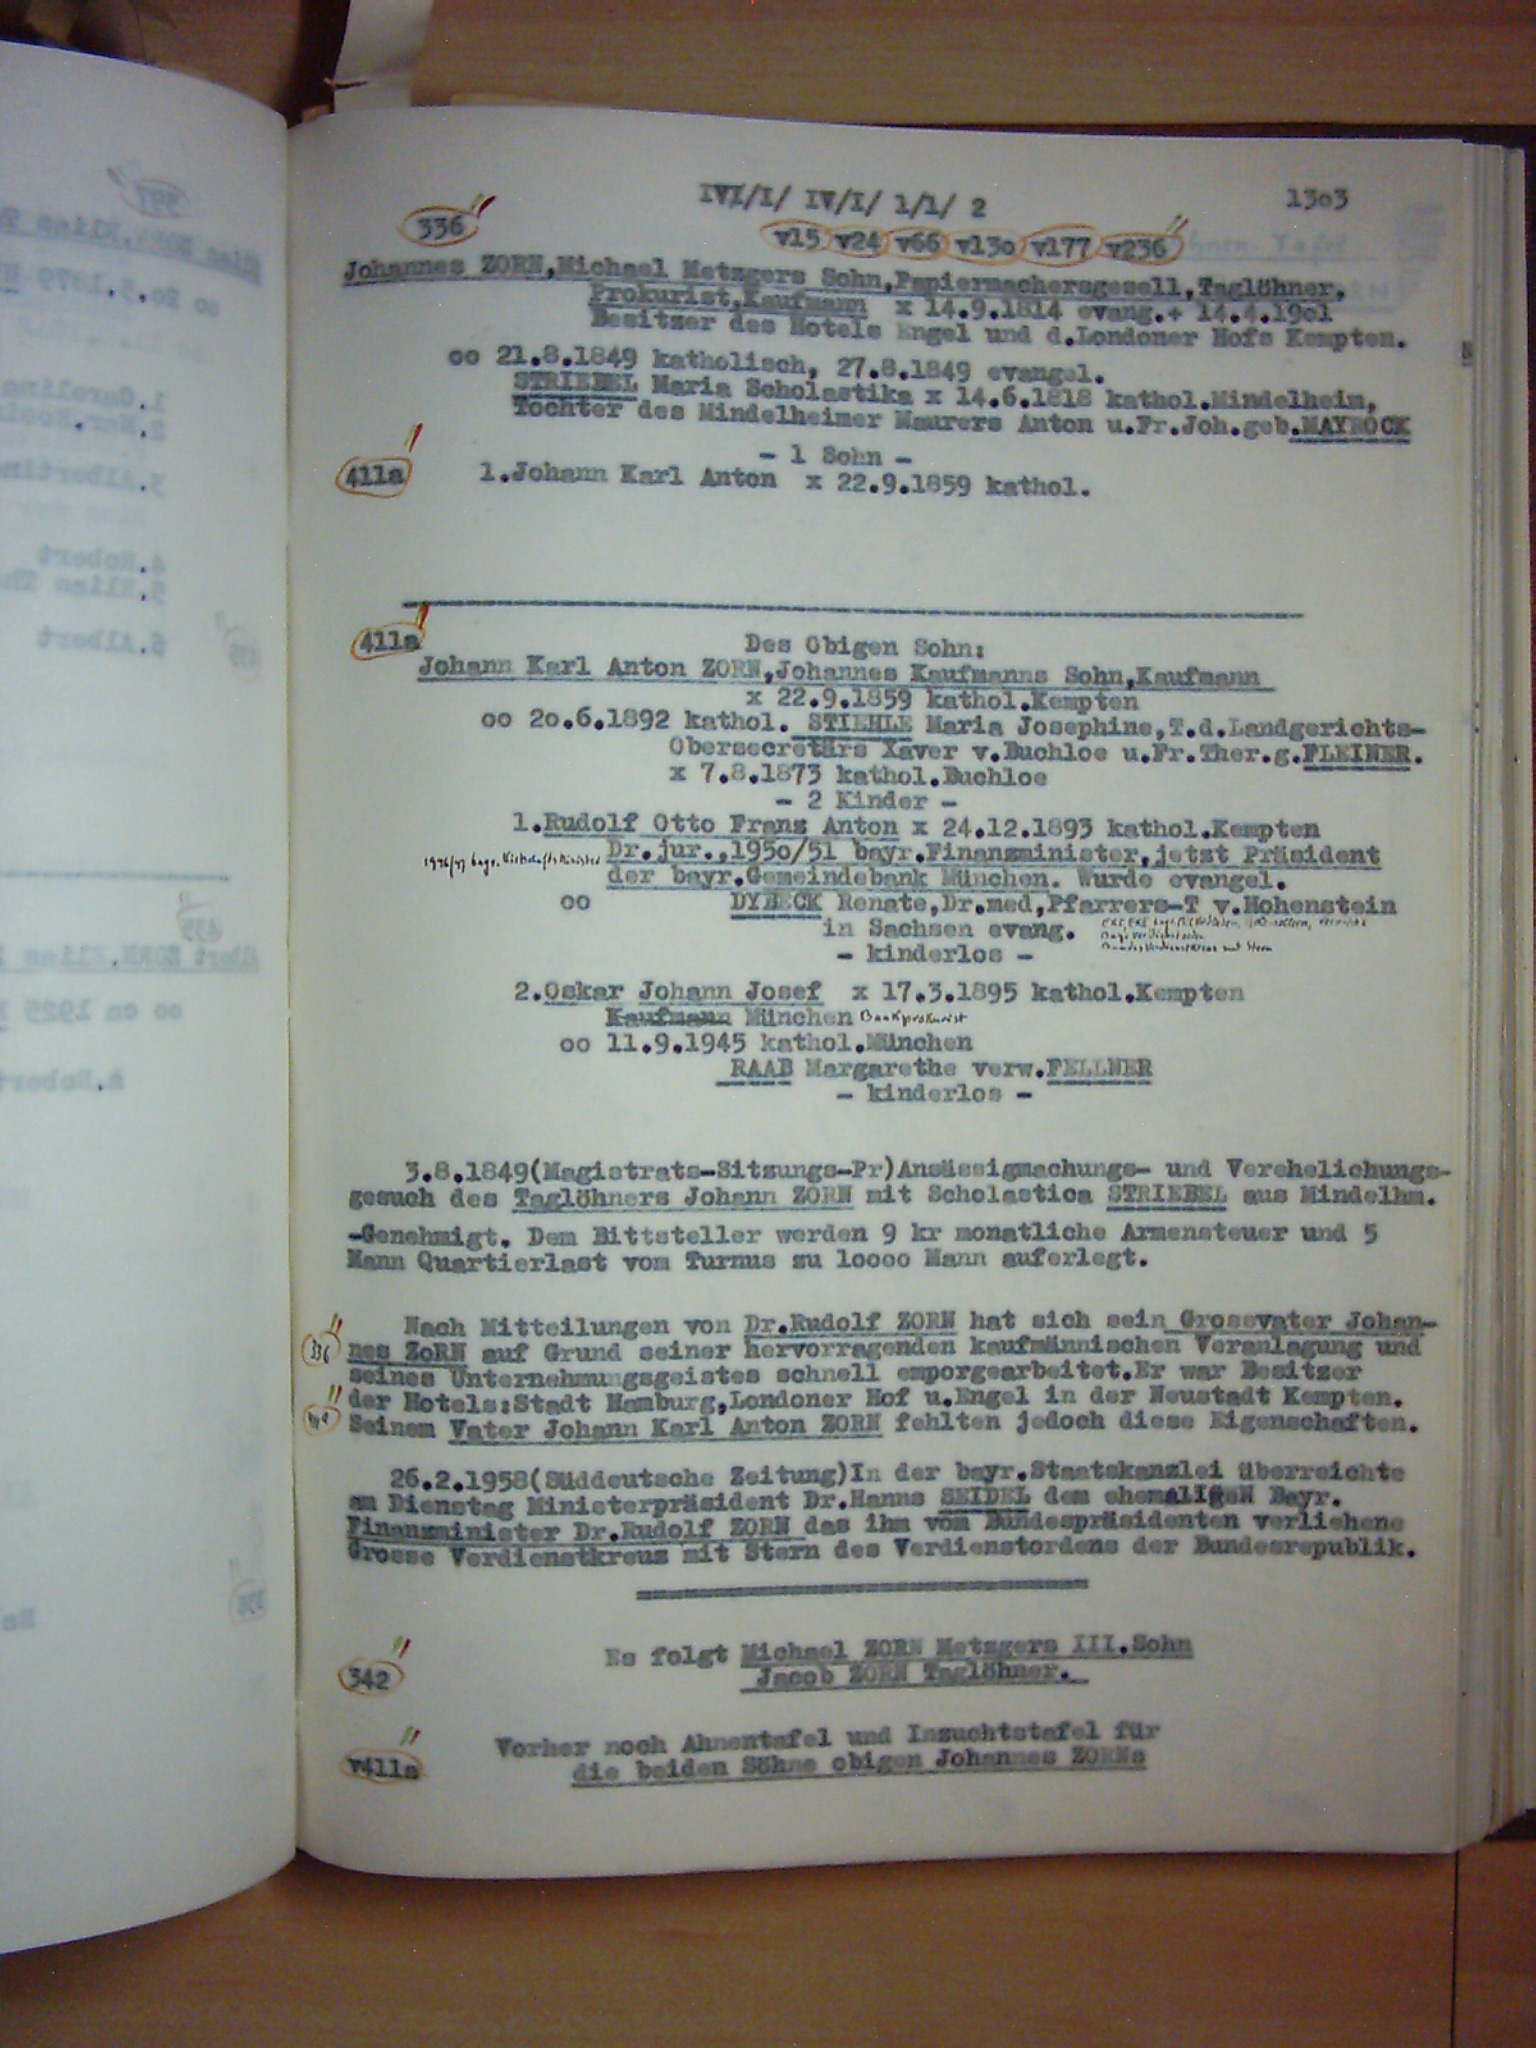 IVI/I/ IV/I/ 1/1/ 2
13o3
336
v15 v24 v66 v13o v177 v236
Johannes ZORN,Michael Metzgers Sohn,Papiermachersgesell,Taglöhner,
Prokurist,Kaufmann x 14.9.1814 evang.+ 14.4.19o1
Besitzer des Hotels Engel und d.Londoner Hofs Kempten.
oo 21.8.1849 katholisch, 27.8.1849 evangel.
STRIEBEL Maria Scholastika x 14.6.1818 kathol.Mindelheim,
Tochter des Mindelheimer Maurers Anton u.Fr.Joh.geb.MAYROCK
- 1 Sohn -
411a 1.Johann Karl Anton x 22.9.1859 kathol.
411a
Des Obigen Sohn:
Johann Karl Anton ZORN,Johannes Kaufmanns Sohn,Kaufmann
x 22.9.1859 kathol.Kempten
oo 2o.6.1892 kathol. STIEHLE Maria Josephine,T.d.Landgerichts-
Obersecretärs Xaver v.Buchloe u.Fr.Ther.g.FLEINER.
x 7.8.1873 kathol.Buchloe
- 2 Kinder -
1.Rudolf Otto Franz Anton x 24.12.1893 kathol.Kempten
1946/47 bayr. Wirtschaftsminister Dr.jur.,195o/51 bayr.Finanzminister,jetzt Präsident
der bayr.Gemeindebank München. Wurde evangel.
oo DYBECK Renate,Dr.med,Pfarrers-T v.Hohenstein
in Sachsen evang.
Bayr. Verdienstorden
Bundesverdienstkreuz mit Stern
- kinderlos -
2.Oskar Johann Josef x 17.3.1895 kathol.Kempten
Kaufmann München Bankprokurist
oo 11.9.1945 kathol.München
RAAB Margarethe verw.FELLNER
- kinderlos -
3.8.1849(Magistrats-Sitzungs-Pr)Ansässigmachungs- und Verehelichungs-
gesuch des Taglöhners Johann ZORN mit Scholastica STRIEBEL aus Mindelhm.
-Genehmigt. Dem Bittsteller werden 9 kr monatliche Armensteuer und 5
Mann Quartierlast vom Turnus zu 1oooo Mann auferlegt.
Nach Mitteilungen von Dr.Rudolf ZORN hat sich sein Grossvater Johan-
336 nes ZoRN auf Grund seiner hervorragenden kaufmännischen Veranlagung und
seines Unternehmungsgeistes schnell emporgearbeitet.Er war Besitzer
der Hotels:Stadt Hamburg,Londoner Hof u.Engel in der Neustadt Kempten.
Seinem Vater Johann Karl Anton ZORN fehlten jedoch diese Eigenschaften.
26.2.1958(Süddeutsche Zeitung)In der bayr.Staatskanzlei überreichte
am Dienstag Ministerpräsident Dr.Hanns SEIDEL dem ehemaligen Bayr.
Finanzminister Dr.Rudolf ZORN das ihm vom Bundespräsidenten verliehene
Grosse Verdienstkreuz mit Stern des Verdienstordens der Bundesrepublik.
Es folgt Michael ZORN Metzgers III.Sohn
342 Jacob ZORN Taglöhner.
Vorher noch Ahnentafel und Inzuchtstafel für
v411a die beiden Söhne obigen Johannes ZORNs